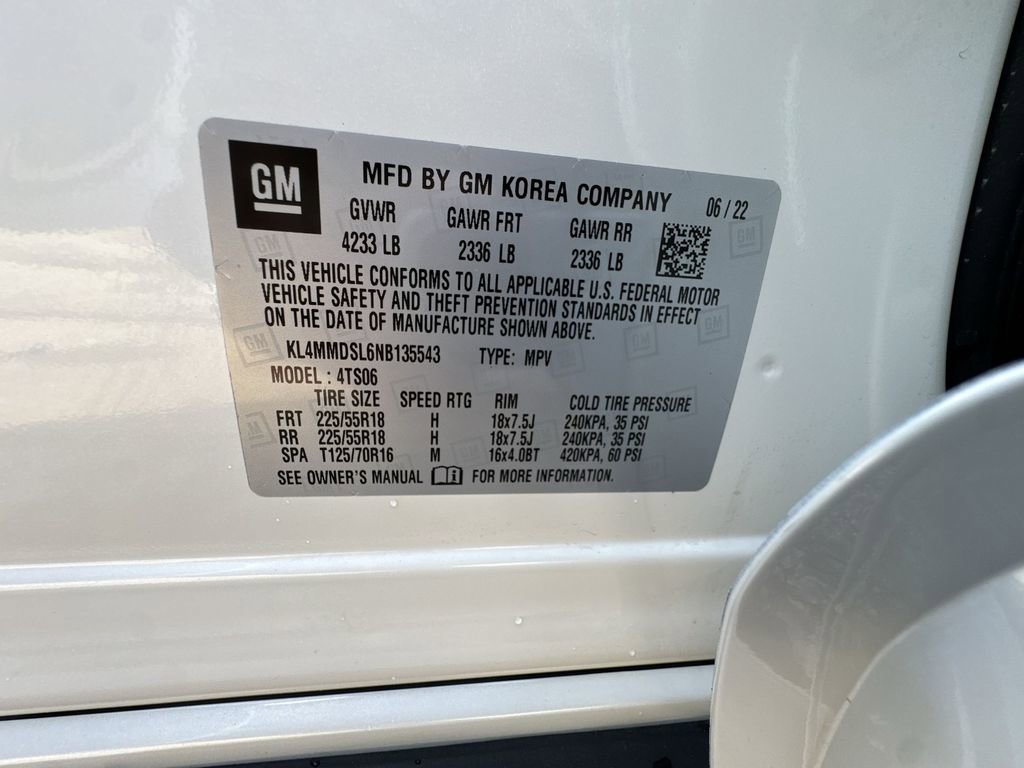 GM
MFD BY GM KOREA COMPANY 06 / 22
GVWR GAWR FRT GAWR RR
4233 LB 2336 LB 2336 LB
THIS VEHICLE CONFORMS TO ALL APPLICABLE U.S. FEDERAL MOTOR
VEHICLE SAFETY AND THEFT PREVENTION STANDARDS IN EFFECT
ON THE DATE OF MANUFACTURE SHOWN ABOVE.
KL4MMDSL6NB135543 TYPE: MPV
MODEL : 4TS06
TIRE SIZE SPEED RTG RIM COLD TIRE PRESSURE
FRT 225/55R18 H 18x7.5J 240KPA, 35 PSI
RR 225/55R18 H 18x7.5J 240KPA, 35 PSI
SPA T125/70R16 M 16x4.0BT 420KPA, 60 PSI
SEE OWNER'S MANUAL i FOR MORE INFORMATION.